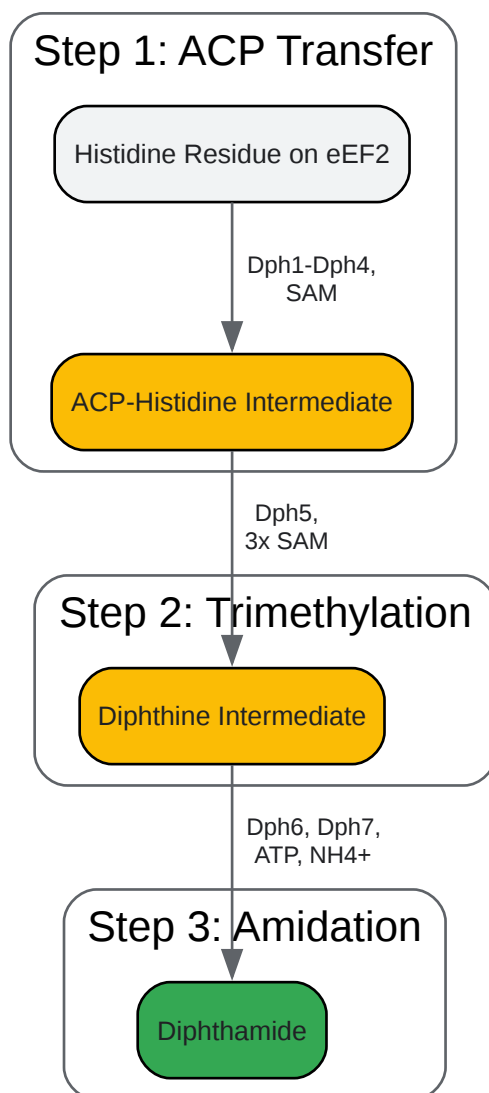 Step 1: ACP Transfer
Histidine Residue on eEF2
Dph1-Dph4,
SAM
ACP-Histidine Intermediate
Dph5,
3x SAM
Step 2: Trimethylation
Diphthine Intermediate
Dph6, Dph7,
ATP, NH4+
Step 3: Amidation
Diphthamide